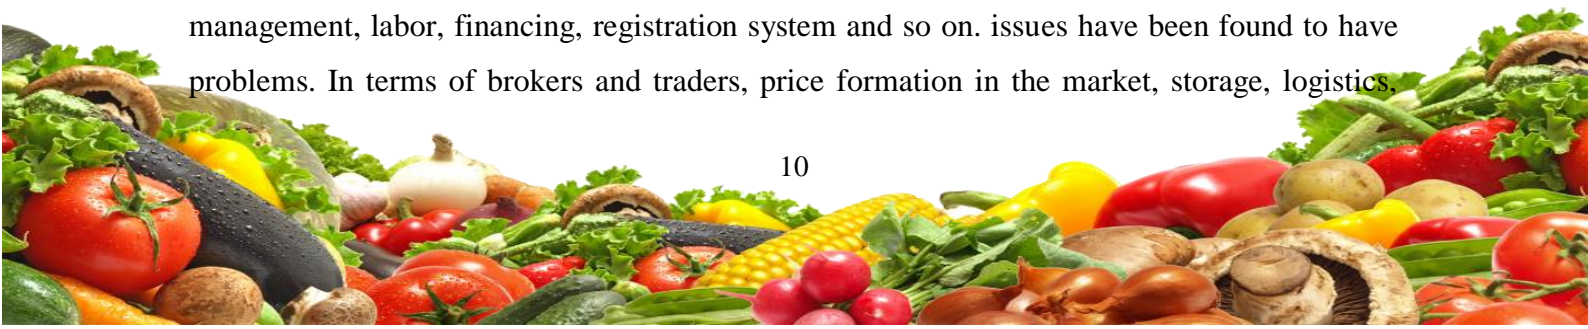 management, labor, financing, registration system and so on. issues have been found to have
problems. In terms of brokers and traders, price formation in the market, storage, logistics,
10